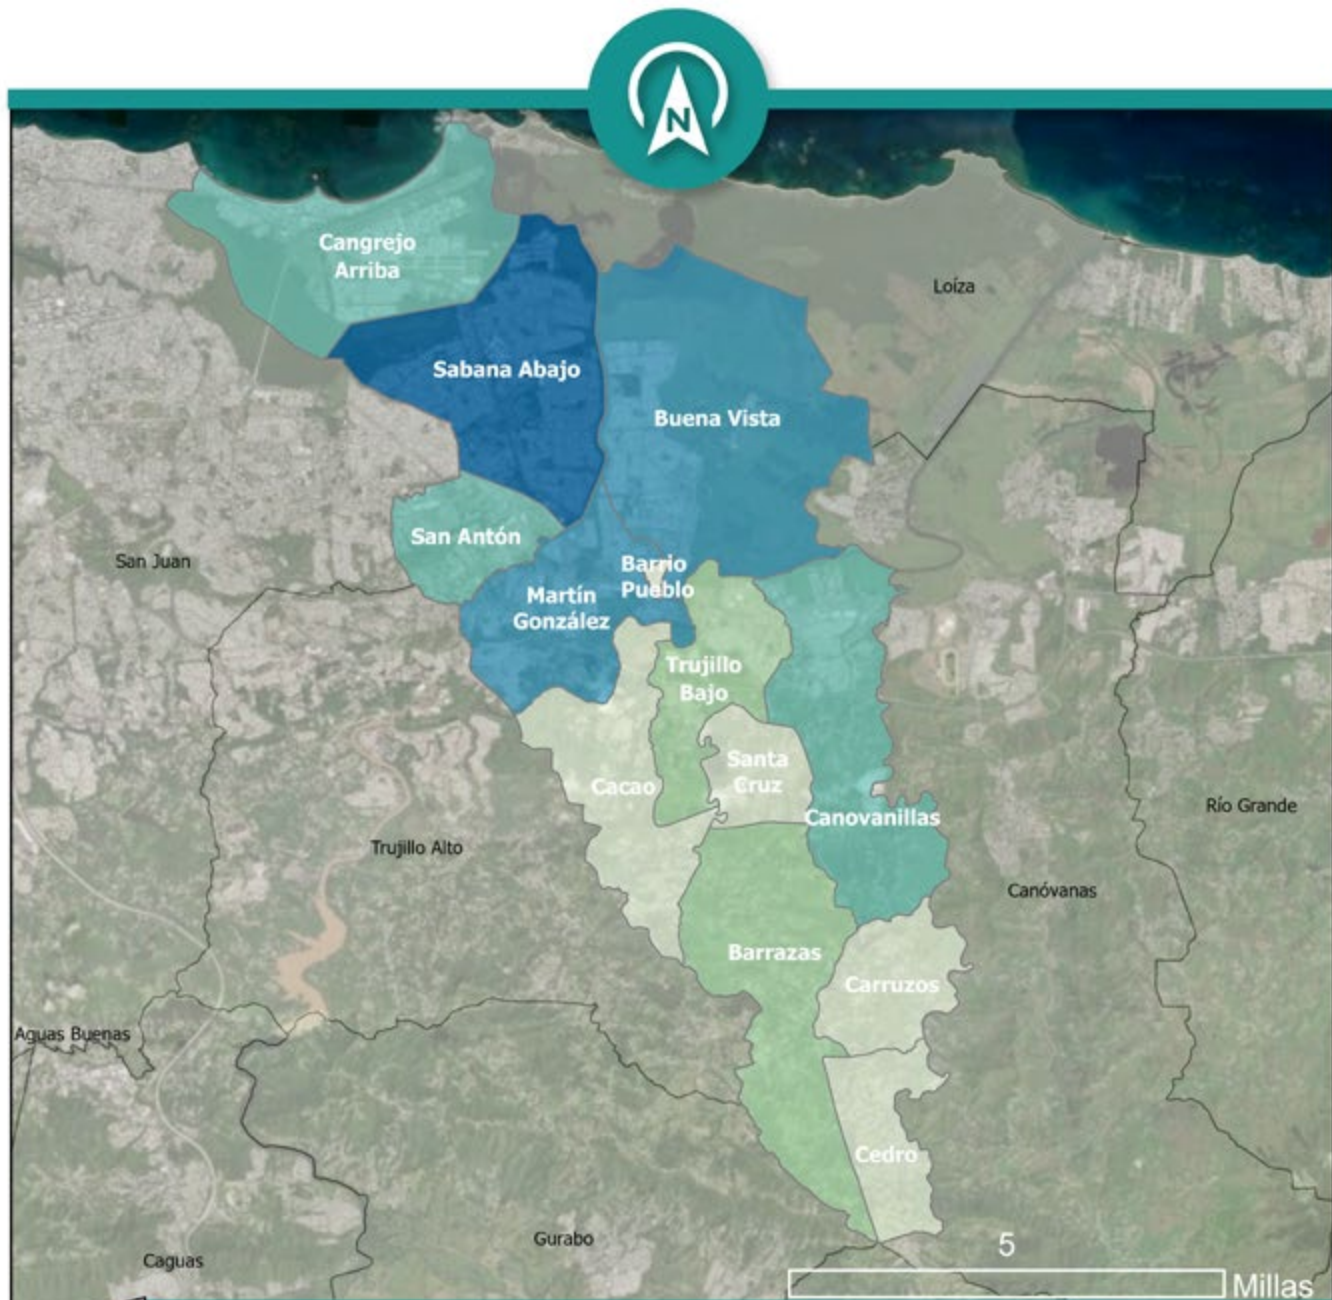 N
Cangrejo
Arriba
Loíza
Sabana Abajo
Buena Vista
San Antón
San Juan
Barrio
Pueblo
Martín
González
Trujillo
Bajo
Santa
Cruz
Cacao
Canovanillas
Río Grande
Trujillo Alto
Canóvanas
Barrazas
Carruzos
Aguas Buenas
Cedro
Gurabo
5
Caguas
Millas